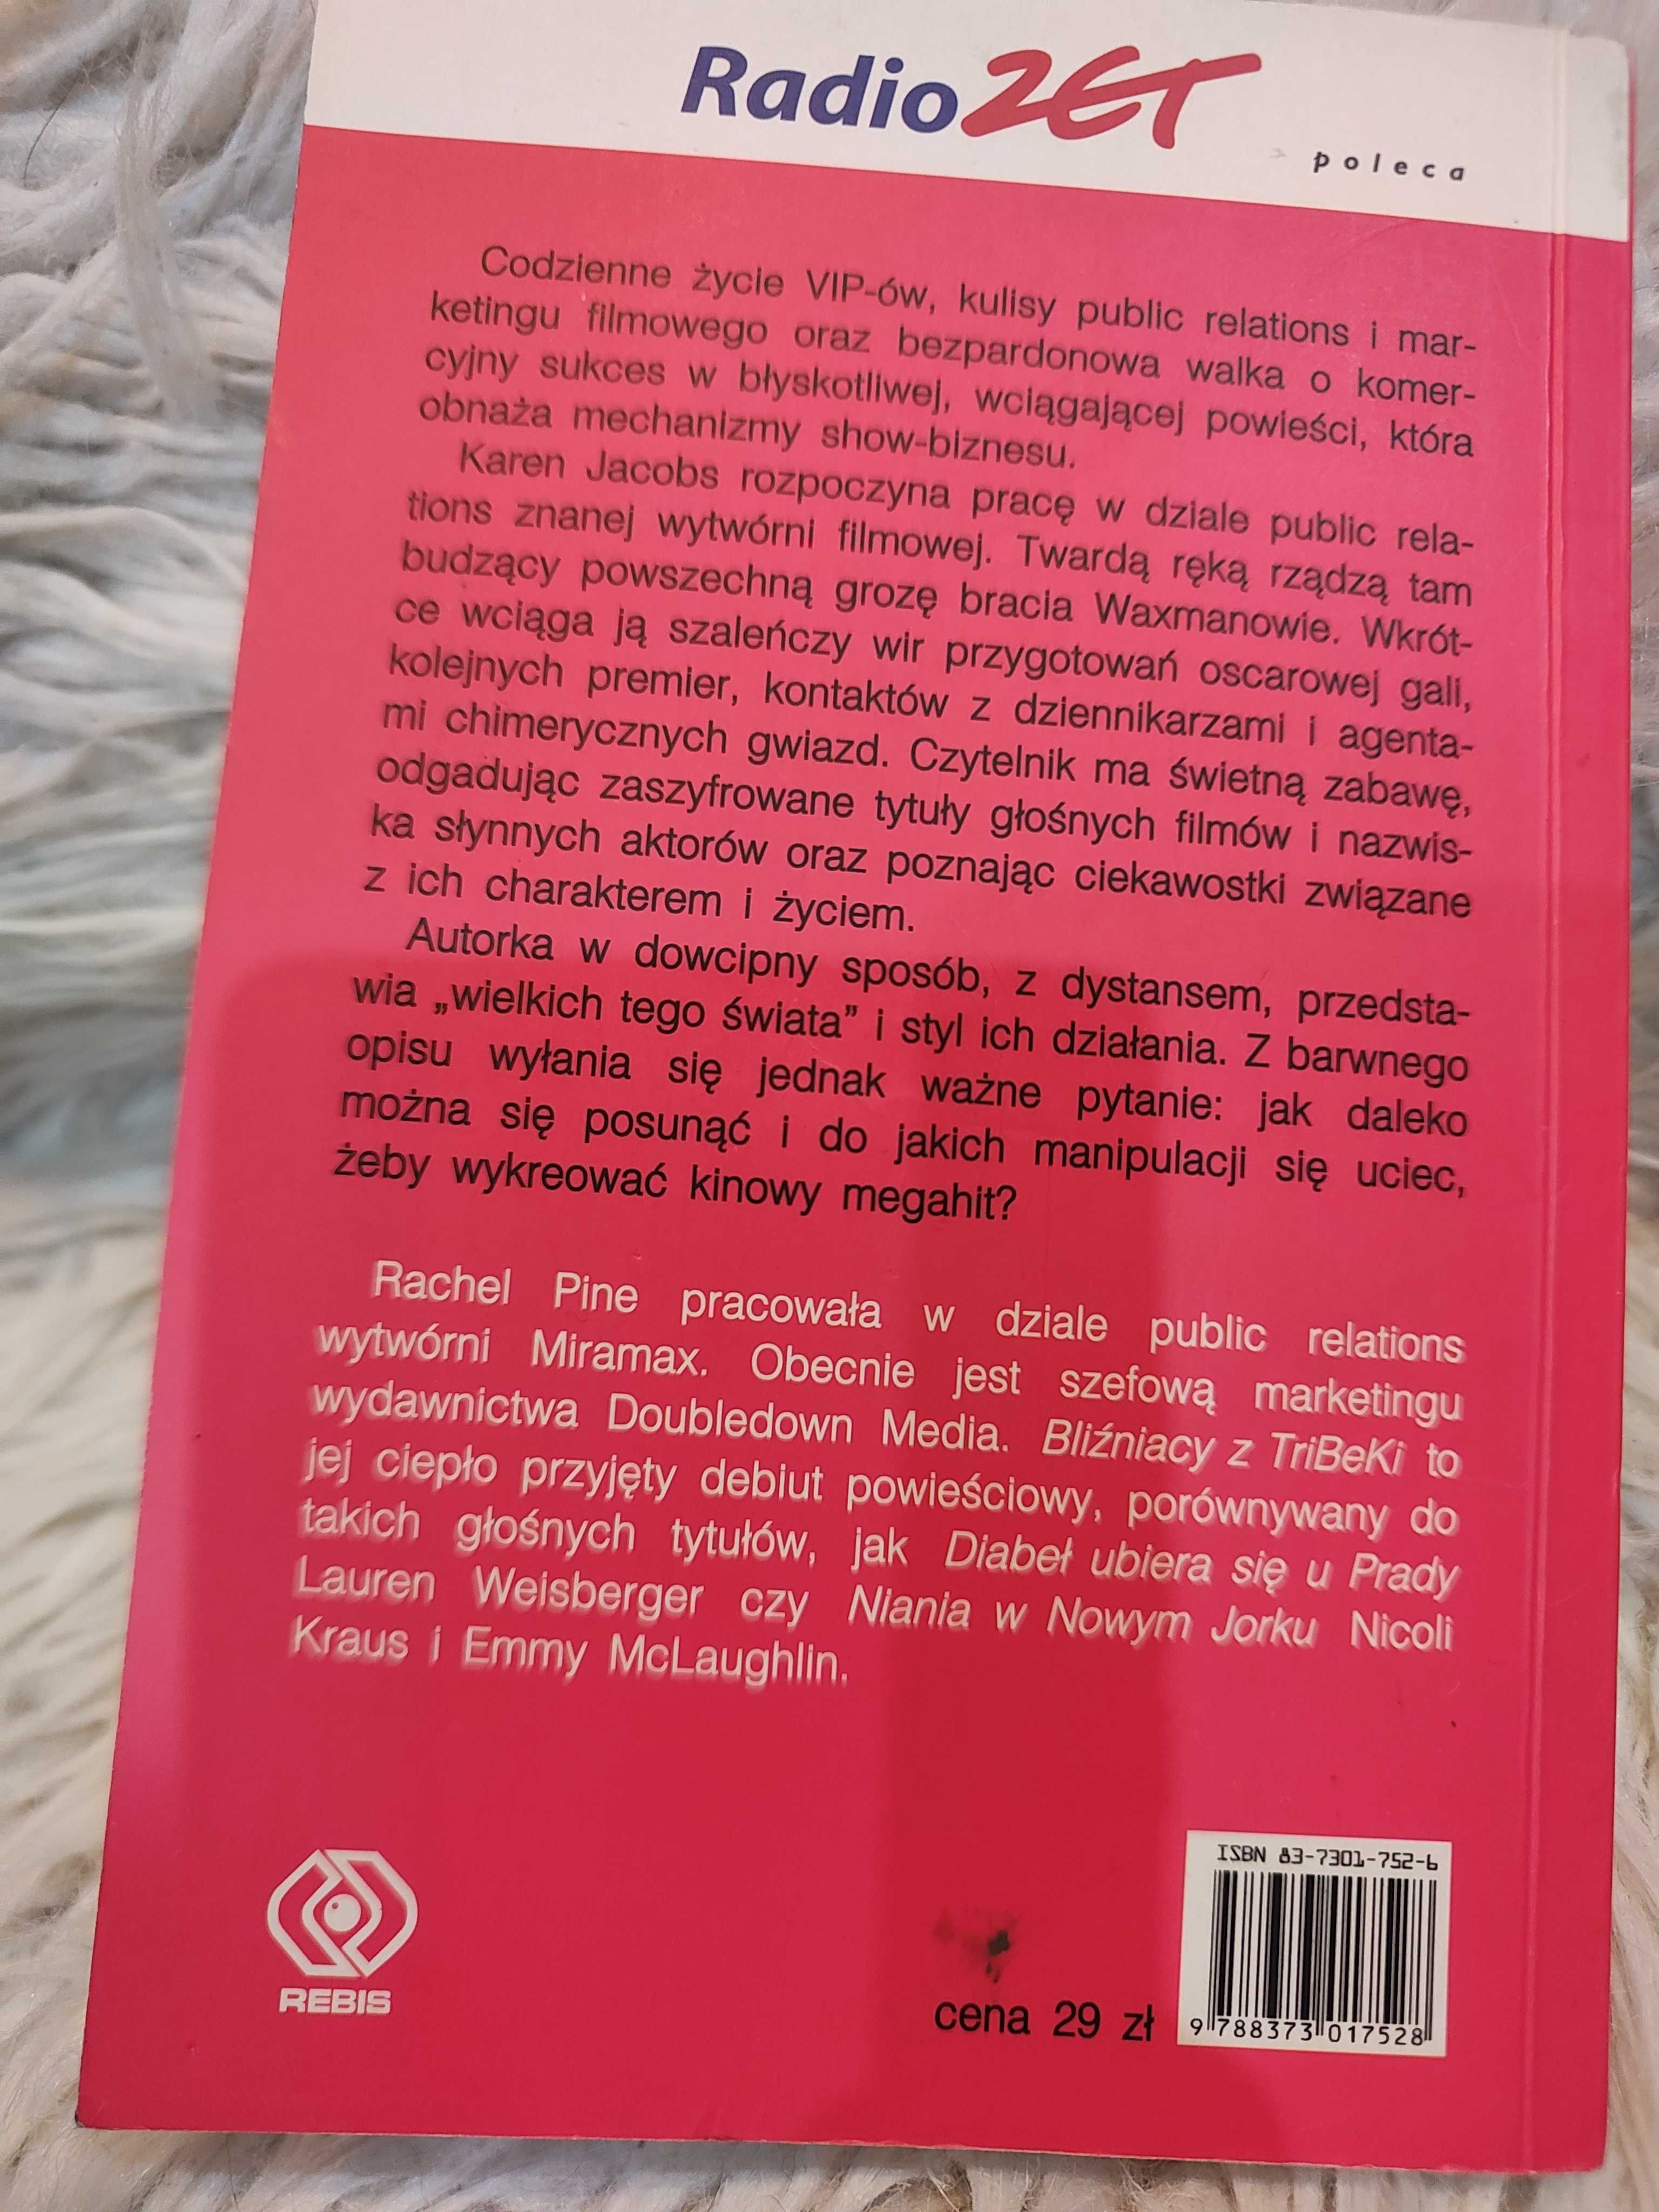 Radio ZET
poleca
Codzienne życie VIP-ów, kulisy public relations i mar-
ketingu filmowego oraz bezpardonowa walka o komer-
cyjny sukces w błyskotliwej, wciągającej powieści, która
obnaża mechanizmy show-biznesu.
Karen Jacobs rozpoczyna pracę w dziale public rela-
tions znanej wytwórni filmowej. Twardą ręką rządzą tam
budzący powszechną grozę bracia Waxmanowie. Wkrót-
ce wciąga ją szaleńczy wir przygotowań oscarowej gali,
kolejnych premier, kontaktów z dziennikarzami i agenta-
mi chimerycznych gwiazd. Czytelnik ma świetną zabawę,
odgadując zaszyfrowane tytuły głośnych filmów i nazwis-
ka słynnych aktorów oraz poznając ciekawostki związane
z ich charakterem i życiem.
Autorka w dowcipny sposób, z dystansem, przedsta-
wia „wielkich tego świata” i styl ich działania. Z barwnego
opisu wyłania się jednak ważne pytanie: jak daleko
można się posunąć i do jakich manipulacji się uciec,
żeby wykreować kinowy megahit?
Rachel Pine pracowała w dziale public relations
wytwórni Miramax. Obecnie jest szefową marketingu
wydawnictwa Doubledown Media. Bliźniacy z TriBeKi to
jej ciepło przyjęty debiut powieściowy, porównywany do
takich głośnych tytułów, jak Diabeł ubiera się u Prady
Lauren Weisberger czy Niania w Nowym Jorku Nicoli
Kraus i Emmy McLaughlin.
REBIS
cena 29 zł
ISBN 83-7301-752-6
9 788373 017528